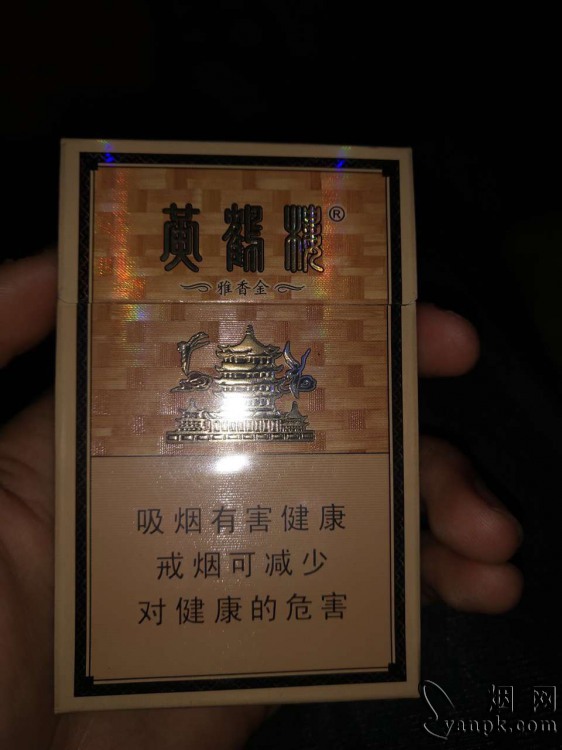 黄鹤楼®
雅香金
吸烟有害健康
戒烟可减少
对健康的危害
烟网
yanpk.com